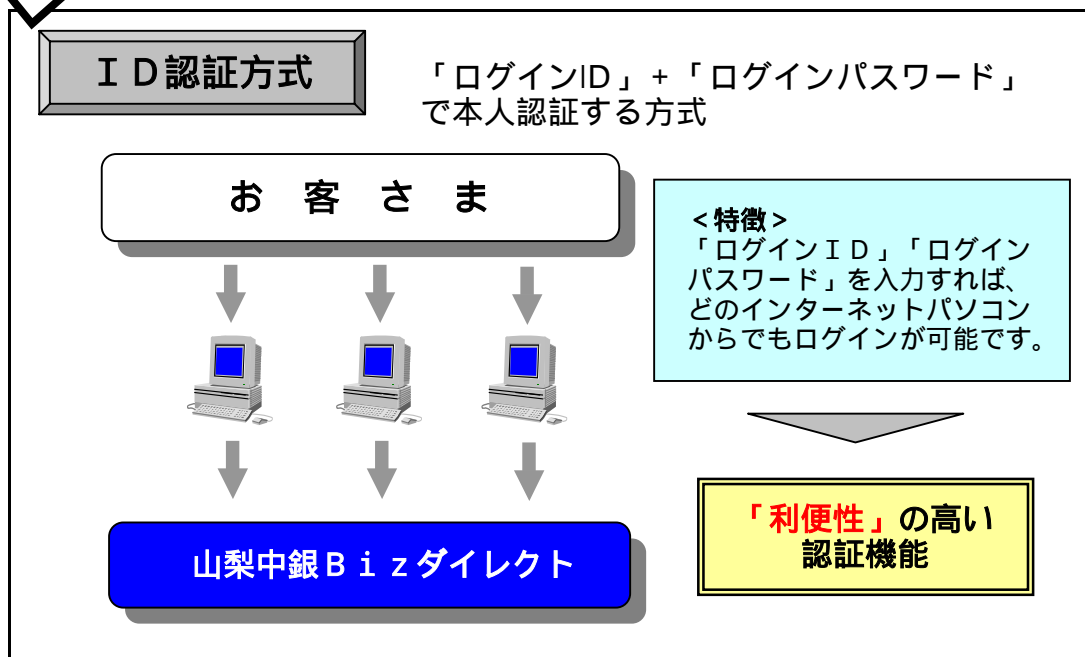 ＩＤ認証方式
「ログインID」+「ログインパスワード」
で本人認証する方式
お 客 さ ま
＜特徴＞
「ログインＩＤ」「ログイン
パスワード」を入力すれば、
どのインターネットパソコン
からでもログインが可能です。
「利便性」の高い
認証機能
山梨中銀Ｂｉｚダイレクト